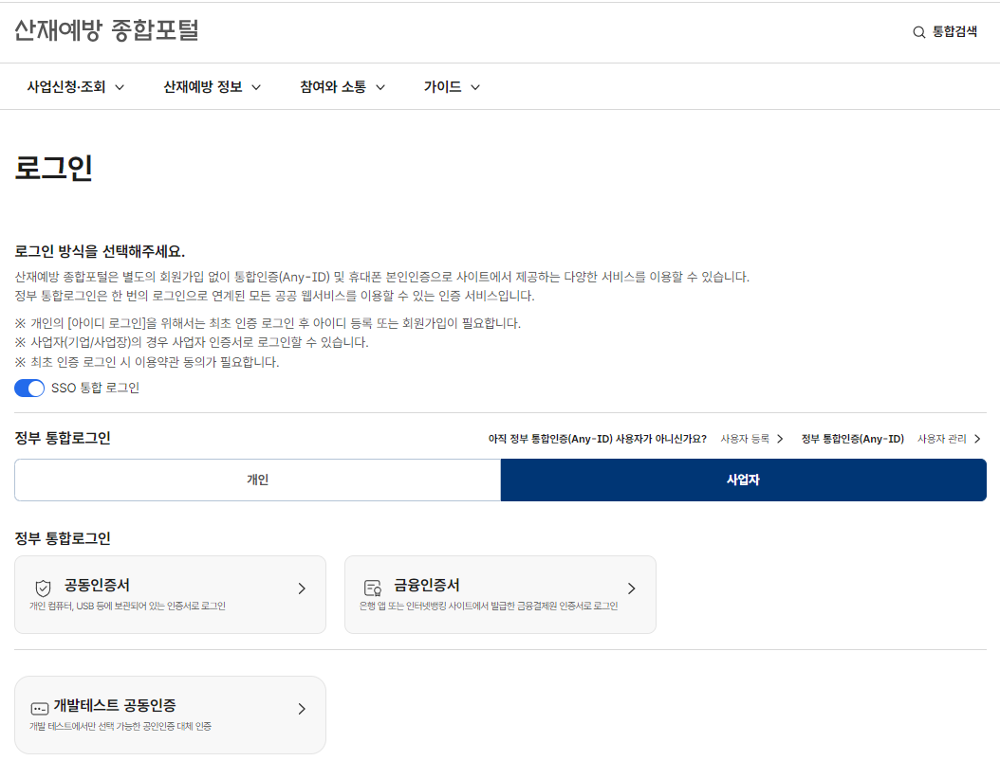 산재예방 종합포털
통합검색
사업신청·조회
산재예방 정보
참여와 소통
가이드
로그인
로그인 방식을 선택해주세요.
산재예방 종합포털은 별도의 회원가입 없이 통합인증(Any-ID) 및 휴대폰 본인인증으로 사이트에서 제공하는 다양한 서비스를 이용할 수 있습니다.
정부 통합로그인은 한 번의 로그인으로 연계된 모든 공공 웹서비스를 이용할 수 있는 인증 서비스입니다.
※ 개인의 [아이디 로그인]을 위해서는 최초 인증 로그인 후 아이디 등록 또는 회원가입이 필요합니다.
※ 사업자(기업/사업장)의 경우 사업자 인증서로 로그인할 수 있습니다.
※ 최초 인증 로그인 시 이용약관 동의가 필요합니다.
SSO 통합 로그인
정부 통합로그인
아직 정부 통합인증(Any-ID) 사용자가 아니신가요? 사용자 등록
정부 통합인증(Any-ID) 사용자 관리
개인
사업자
정부 통합로그인
공동인증서
개인 컴퓨터, USB 등에 보관되어 있는 인증서로 로그인
금융인증서
은행 앱 또는 인터넷뱅킹 사이트에서 발급한 금융결제원 인증서로 로그인
개발테스트 공동인증
개발 테스트에서만 선택 가능한 공인인증 대체 인증